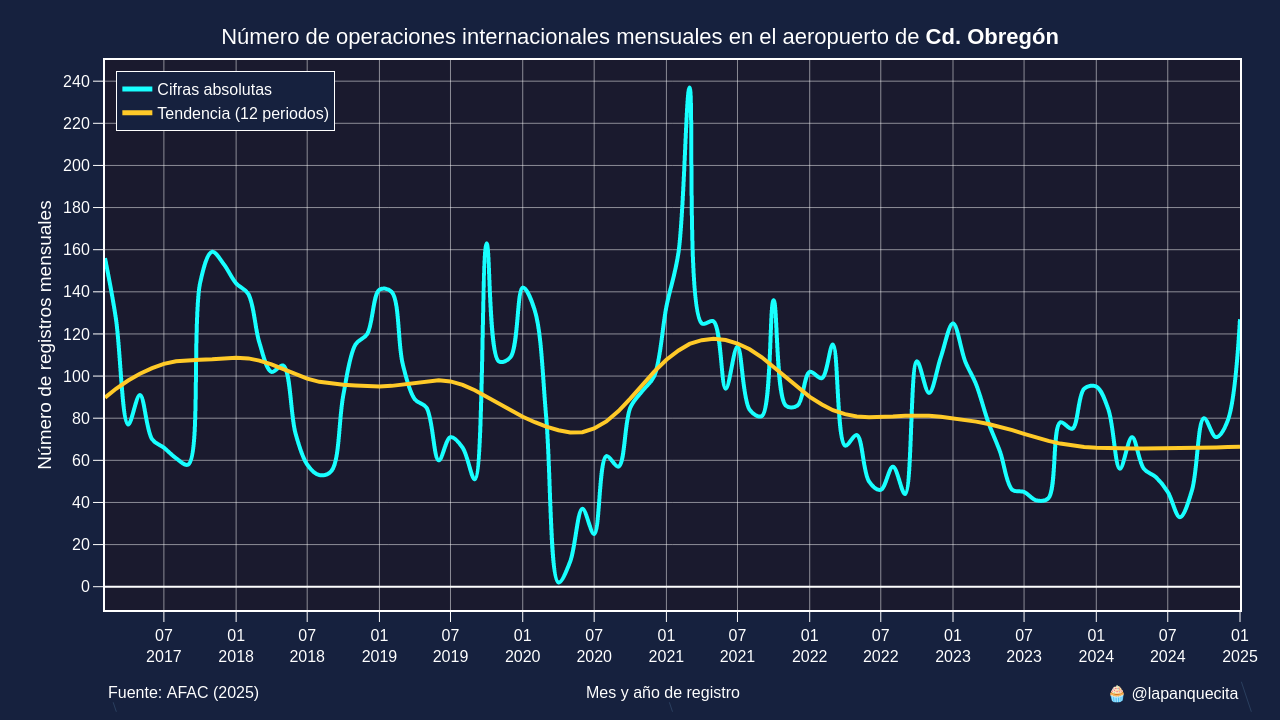 Número de operaciones internacionales mensuales en el aeropuerto de Cd. Obregón
Cifras absolutas
Tendencia (12 periodos)
Número de registros mensuales
240
220
200
180
160
140
120
100
80
60
40
20
0
07 01 07 01 07 01 07 01 07 01 07 01 07 01 07 01
2017 2018 2018 2019 2019 2020 2020 2021 2021 2022 2022 2023 2023 2024 2024 2025
Fuente: AFAC (2025) Mes y año de registro 🧁 @lapanquecita